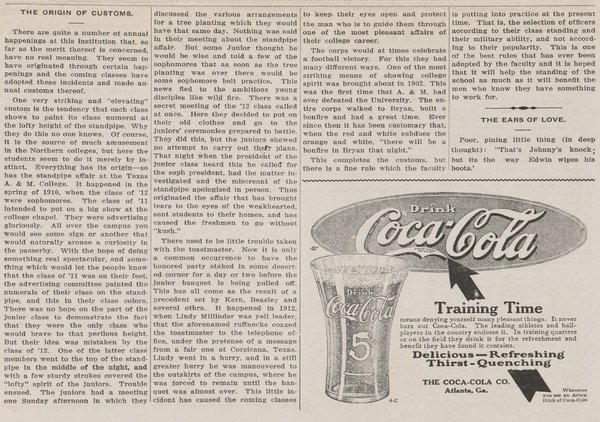 THE ORIGIN OF CUSTOMS.
There are quite a number of annual
happenings at this institution that, so
far as the merit thereof is concerned,
have no real meaning. They seem to
have originated through certain hap-
penings and the coming classes have
adopted these incidents and made an-
nual customs thereof.
One very striking and "elevating"
custom is the tendency that each class
shows to paint its class numeral at
the lofty height of the standpipe. Why
they do this no one knows. Of course,
it is the source of much amusement
in the Northern colleges, but here the
students seem to do it merely by in-
stinct. Everything has its origin—so
has the standpipe affair at the Texas
A. & M. College. It happened in the
spring of 1910, when the class of '12
were sophomores. The class of '11
intended to put on a big show at the
college chapel. They were advertising
gloriously. All over the campus you
would see some sign or another that
would naturally arouse a curiosity in
the passerby. With the hope of doing
something real spectacular, and some-
thing which would let the people know
that the class of '11 was on their feet,
the advertising committee painted the
numerals of their class on the stand-
pipe, and this in their class colors.
There was no hope on the part of the
junior class to demonstrate the fact
that they were the only class who
would brave to that perilous height.
But their idea was mistaken by the
class of '12. One of the latter class
members went to the top of the stand-
pipe in the middle of the night, and
with a few sturdy strokes covered the
"lofty" spirit of the juniors. Trouble
ensued. The juniors had a meeting
one Sunday afternoon in which they
discussed the various arrangements
for a tree planting which they would
have that same day. Nothing was said
in their meeting about the standpipe
affair. But some Junior thought he
would be wise and told a few of the
sophomores that as soon as the tree
planting was over there would be
some sophomore belt practice. This
news fled to the ambitious young
disciples like wild fire. There was a
secret meeting of the '12 class called
at once. Here they decided to put on
their old clothes and go to the
juniors' ceremonies prepared to battle.
They did this, but the juniors showed
no attempt to carry out their plans.
That night when the president of the
junior class heard this he called for
the soph president, had the matter in-
vestigated and the miscreant of the
standpipe apologized in person. Thus
originated the affair that has brought
tears to the eyes of the weakhearted,
sent students to their homes, and has
caused the freshmen to go without
"kush."
There used to be little trouble taken
with the toastmaster. Now it is only
a common occurrence to have the
honored party staked in some desert-
ed corner for a day or two before the
junior banquet is being pulled off.
This has all come as the result of a
precedent set by Kern, Beasley and
several othrs. It happened in 1912,
when Lindy Millinder was yell leader,
that the aforenamed ruffnecks coaxed
the toastmaster to the telephone of-
fice, under the pretense of a message
from a fair one at Corsicana, Texas.
Lindy went in a hurry, and in a still
greater hurry he was maneuvered to
the outskirts of the campus, where he
was forced to remain until the ban-
quet was almost over. This little in-
cident has caused the coming classes
to keep their eyes open and protect
the man who is to guide them through
one of the most pleasant affairs of
their college career.
The corps would at times celebrate
a football victory. For this they had
many different ways. One of the most
striking means of showing college
spirit was brought about in 1902. This
was the first time that A. & M. had
ever defeated the University. The en-
tire corps walked to Bryan, built a
bonfire and had a great time. Ever
since then it has been customary that,
when the red and white subdues the
orange and white, "there will be a
bonfire in Bryan that night."
This completes the customs, but
there is a fine rule which the faculty
is putting into practice at the present
time. That is, the selection of officers
according to their class standing and
their military ability, and not accord-
ing to their popularity. This is one
of the best rules that has ever been
adopted by the faculty and it is hoped
that it will help the standing of the
school as much as it will benefit the
men who know they have something
to work for.
THE EARS OF LOVE.
Poor, pining little thing (in deep
thought): "That's Johnny's knock;
but its the way Edwin wipes his
boots.'
Drink
Coca-Cola
DRINK
Coca-Cola
5
Training Time
means denying yourself many pleasant things. It never
bars out Coca-Cola. The leading athletes and ball-
players in the country endorse it. In training quarters
or on the field they drink it for the refreshment and
benefit they have found it contains.
Delicious—Refreshing
Thirst-Quenching
THE COCA-COLA CO.
Atlanta, Ga.
Whenever
you see an Arrow
think of Coca-Cola
4-C